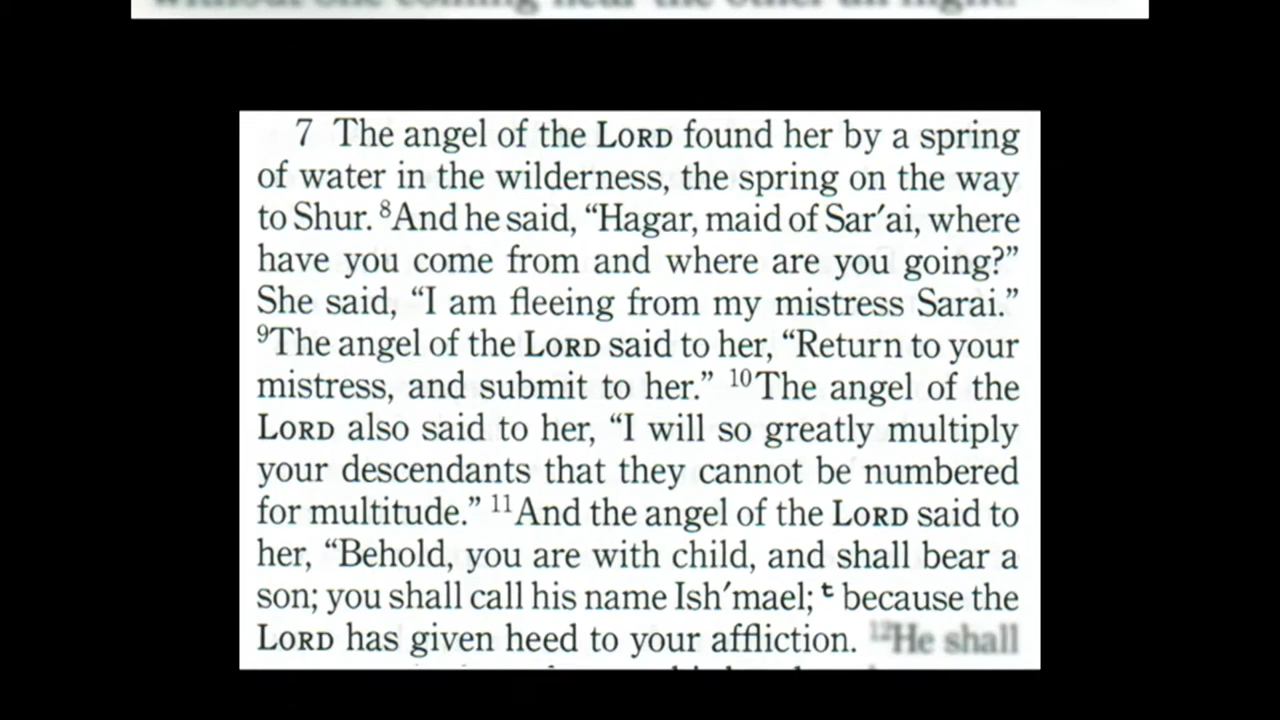 7 The angel of the LORD found her by a spring
of water in the wilderness, the spring on the way
to Shur. ⁸And he said, “Hagar, maid of Sar′ai, where
have you come from and where are you going?”
She said, “I am fleeing from my mistress Sarai.”
⁹The angel of the LORD said to her, “Return to your
mistress, and submit to her.” ¹⁰The angel of the
LORD also said to her, “I will so greatly multiply
your descendants that they cannot be numbered
for multitude.” ¹¹And the angel of the LORD said to
her, “Behold, you are with child, and shall bear a
son; you shall call his name Ish′mael; ᵗ because the
LORD has given heed to your affliction. ¹²He shall